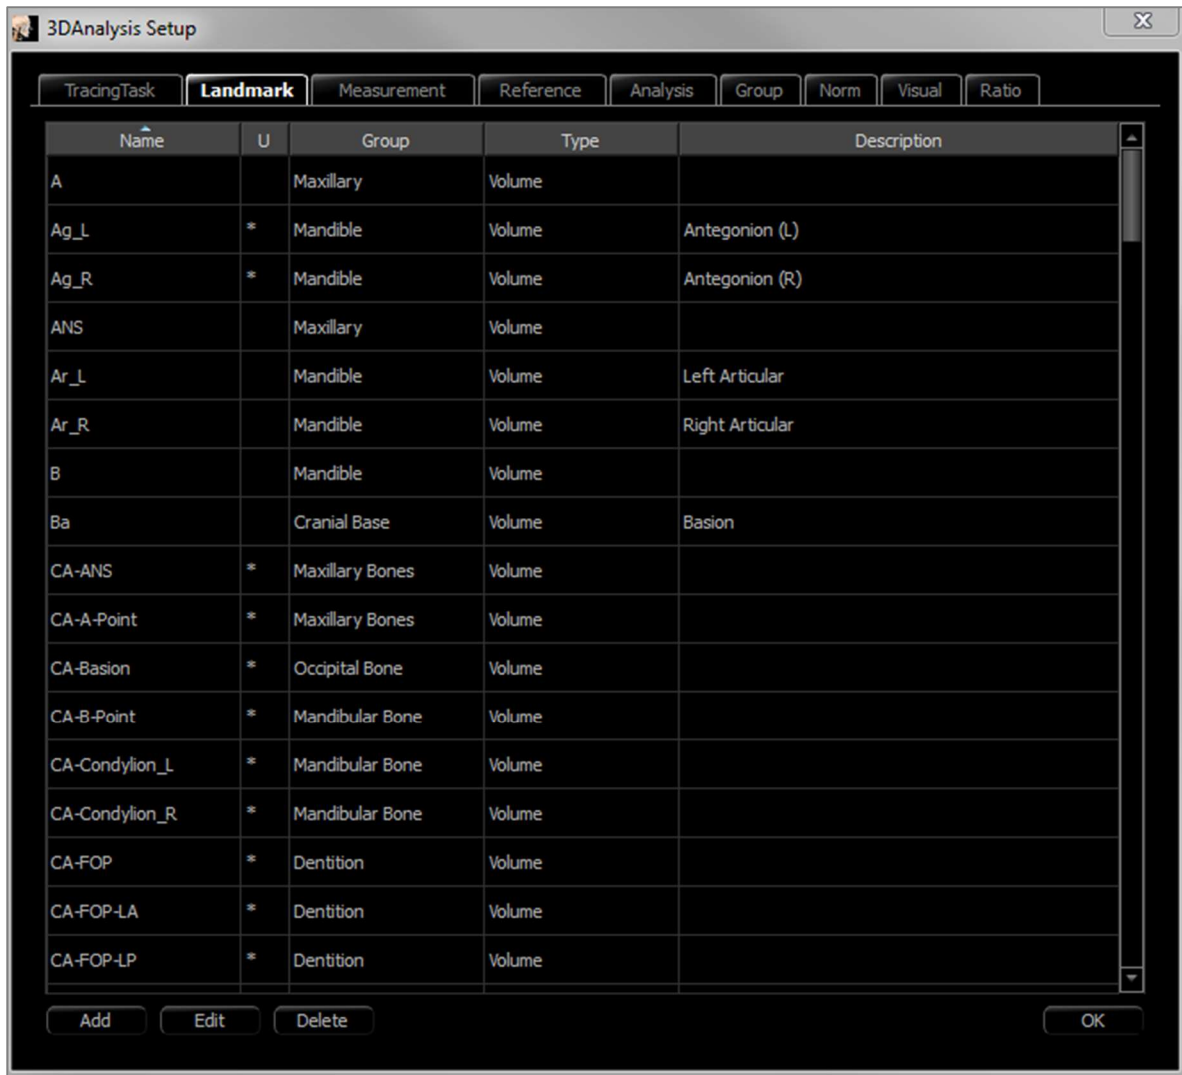 3DAnalysis Setup
TracingTask Landmark Measurement Reference Analysis Group Norm Visual Ratio
Name U Group Type Description
A Maxillary Volume
Ag_L * Mandible Volume Antegonion (L)
Ag_R * Mandible Volume Antegonion (R)
ANS Maxillary Volume
Ar_L Mandible Volume Left Articular
Ar_R Mandible Volume Right Articular
B Mandible Volume
Ba Cranial Base Volume Basion
CA-ANS * Maxillary Bones Volume
CA-A-Point * Maxillary Bones Volume
CA-Basion * Occipital Bone Volume
CA-B-Point * Mandibular Bone Volume
CA-Condylion_L * Mandibular Bone Volume
CA-Condylion_R * Mandibular Bone Volume
CA-FOP * Dentition Volume
CA-FOP-LA * Dentition Volume
CA-FOP-LP * Dentition Volume
Add Edit Delete OK